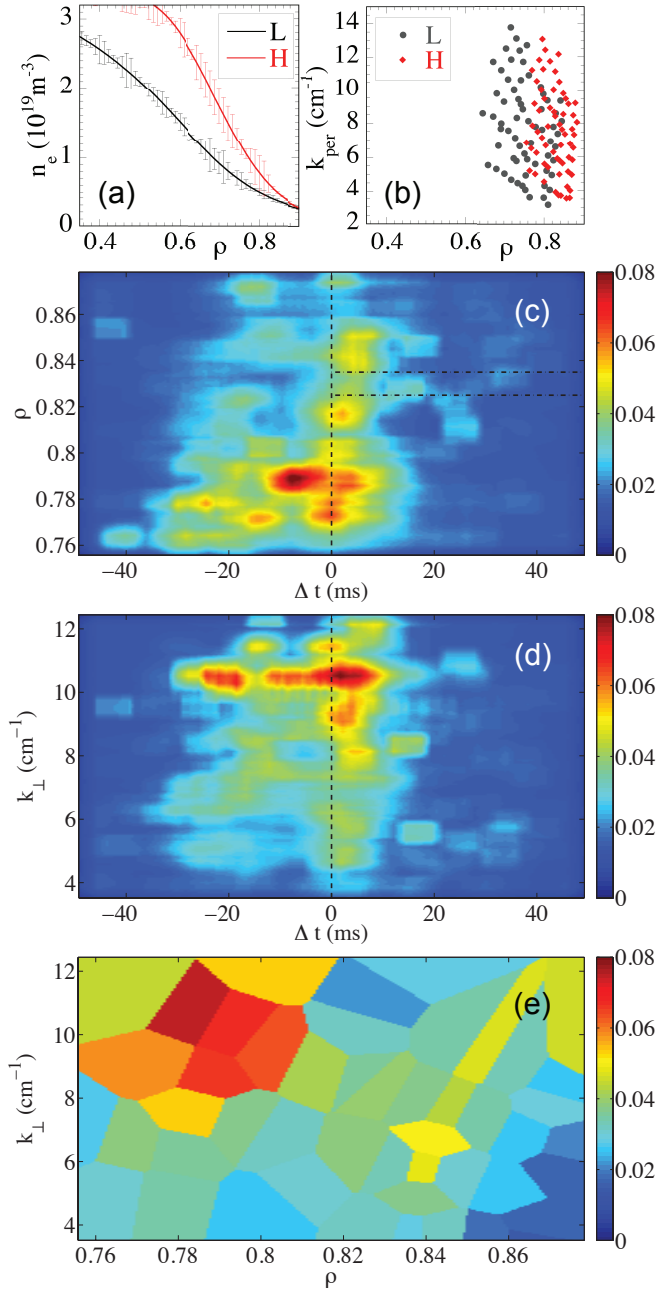 n_e (10^19 m^-3)
3
2
1
0
L
H
(a)
0.4 0.6 0.8
ρ
k_per (cm^-1)
14
12
10
8
6
4
2
L
H
(b)
0.4 0.6 0.8
ρ
ρ
0.86
0.84
0.82
0.8
0.78
0.76
(c)
−40 −20 0 20 40
Δ t (ms)
0.08
0.06
0.04
0.02
0
k_⊥ (cm^−1)
12
10
8
6
4
(d)
−40 −20 0 20 40
Δ t (ms)
0.08
0.06
0.04
0.02
0
k_⊥ (cm^−1)
12
10
8
6
4
(e)
0.76 0.78 0.8 0.82 0.84 0.86
ρ
0.08
0.06
0.04
0.02
0